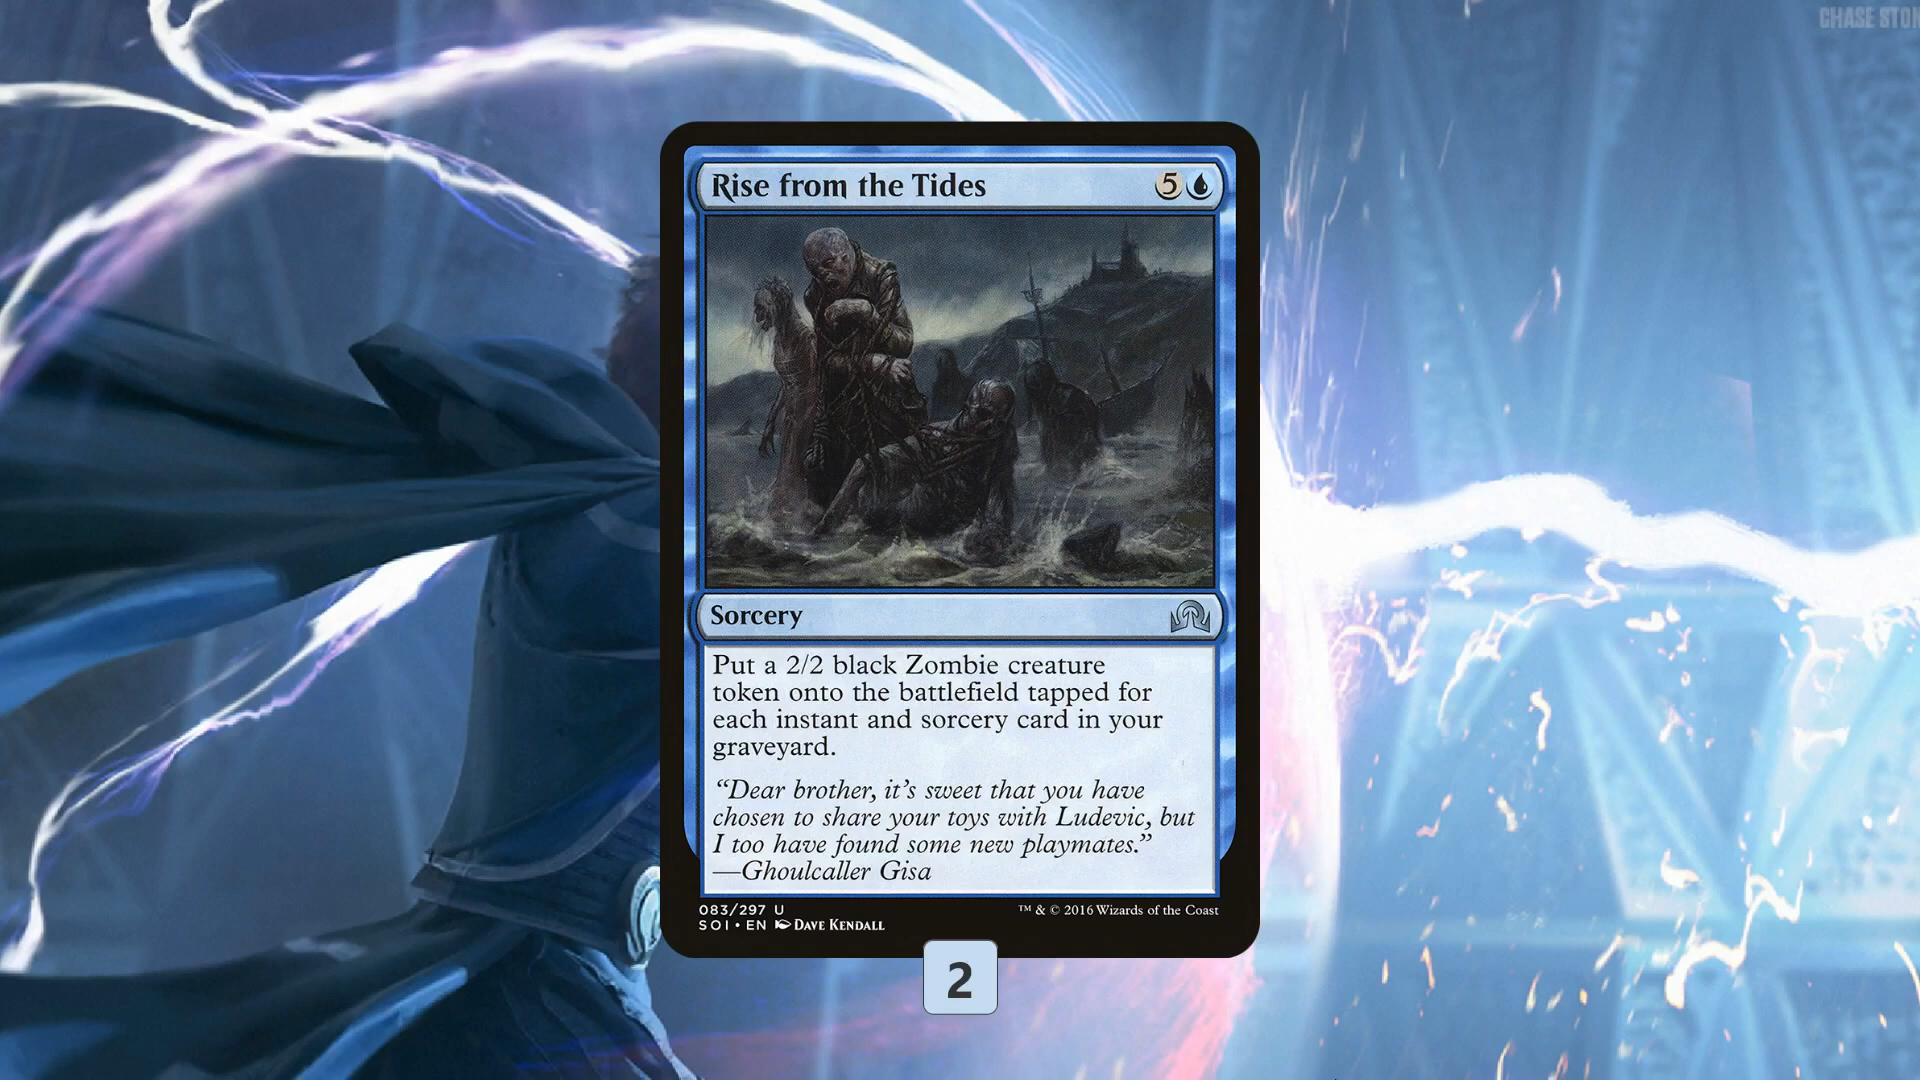 CHASE STON
Rise from the Tides 5
Sorcery
Put a 2/2 black Zombie creature
token onto the battlefield tapped for
each instant and sorcery card in your
graveyard.
“Dear brother, it’s sweet that you have
chosen to share your toys with Ludevic, but
I too have found some new playmates.”
—Ghoulcaller Gisa
083/297 U
SOI • EN DAVE KENDALL
™ & © 2016 Wizards of the Coast
2